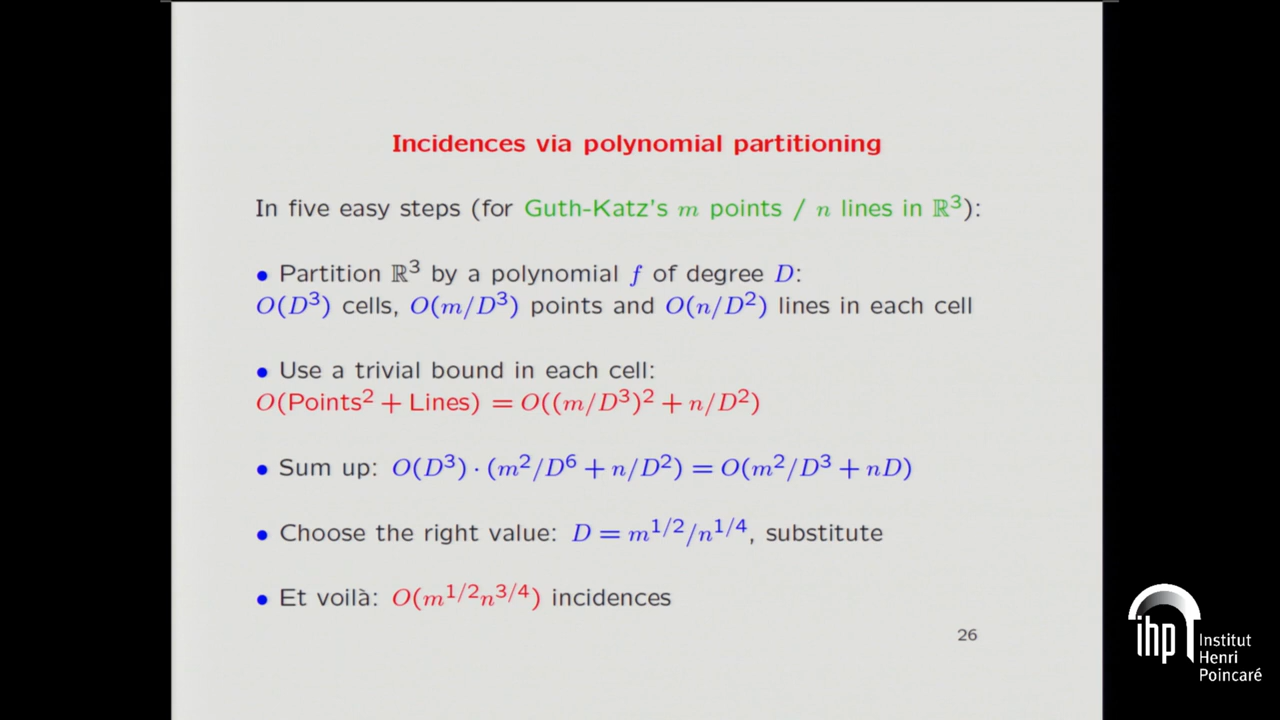 Incidences via polynomial partitioning
In five easy steps (for Guth-Katz's m points / n lines in ℝ³):
• Partition ℝ³ by a polynomial f of degree D:
O(D³) cells, O(m/D³) points and O(n/D²) lines in each cell
• Use a trivial bound in each cell:
O(Points² + Lines) = O((m/D³)² + n/D²)
• Sum up: O(D³) · (m²/D⁶ + n/D²) = O(m²/D³ + nD)
• Choose the right value: D = m^{1/2}/n^{1/4}, substitute
• Et voilà: O(m^{1/2}n^{3/4}) incidences
26
ihp Institut
Henri
Poincaré